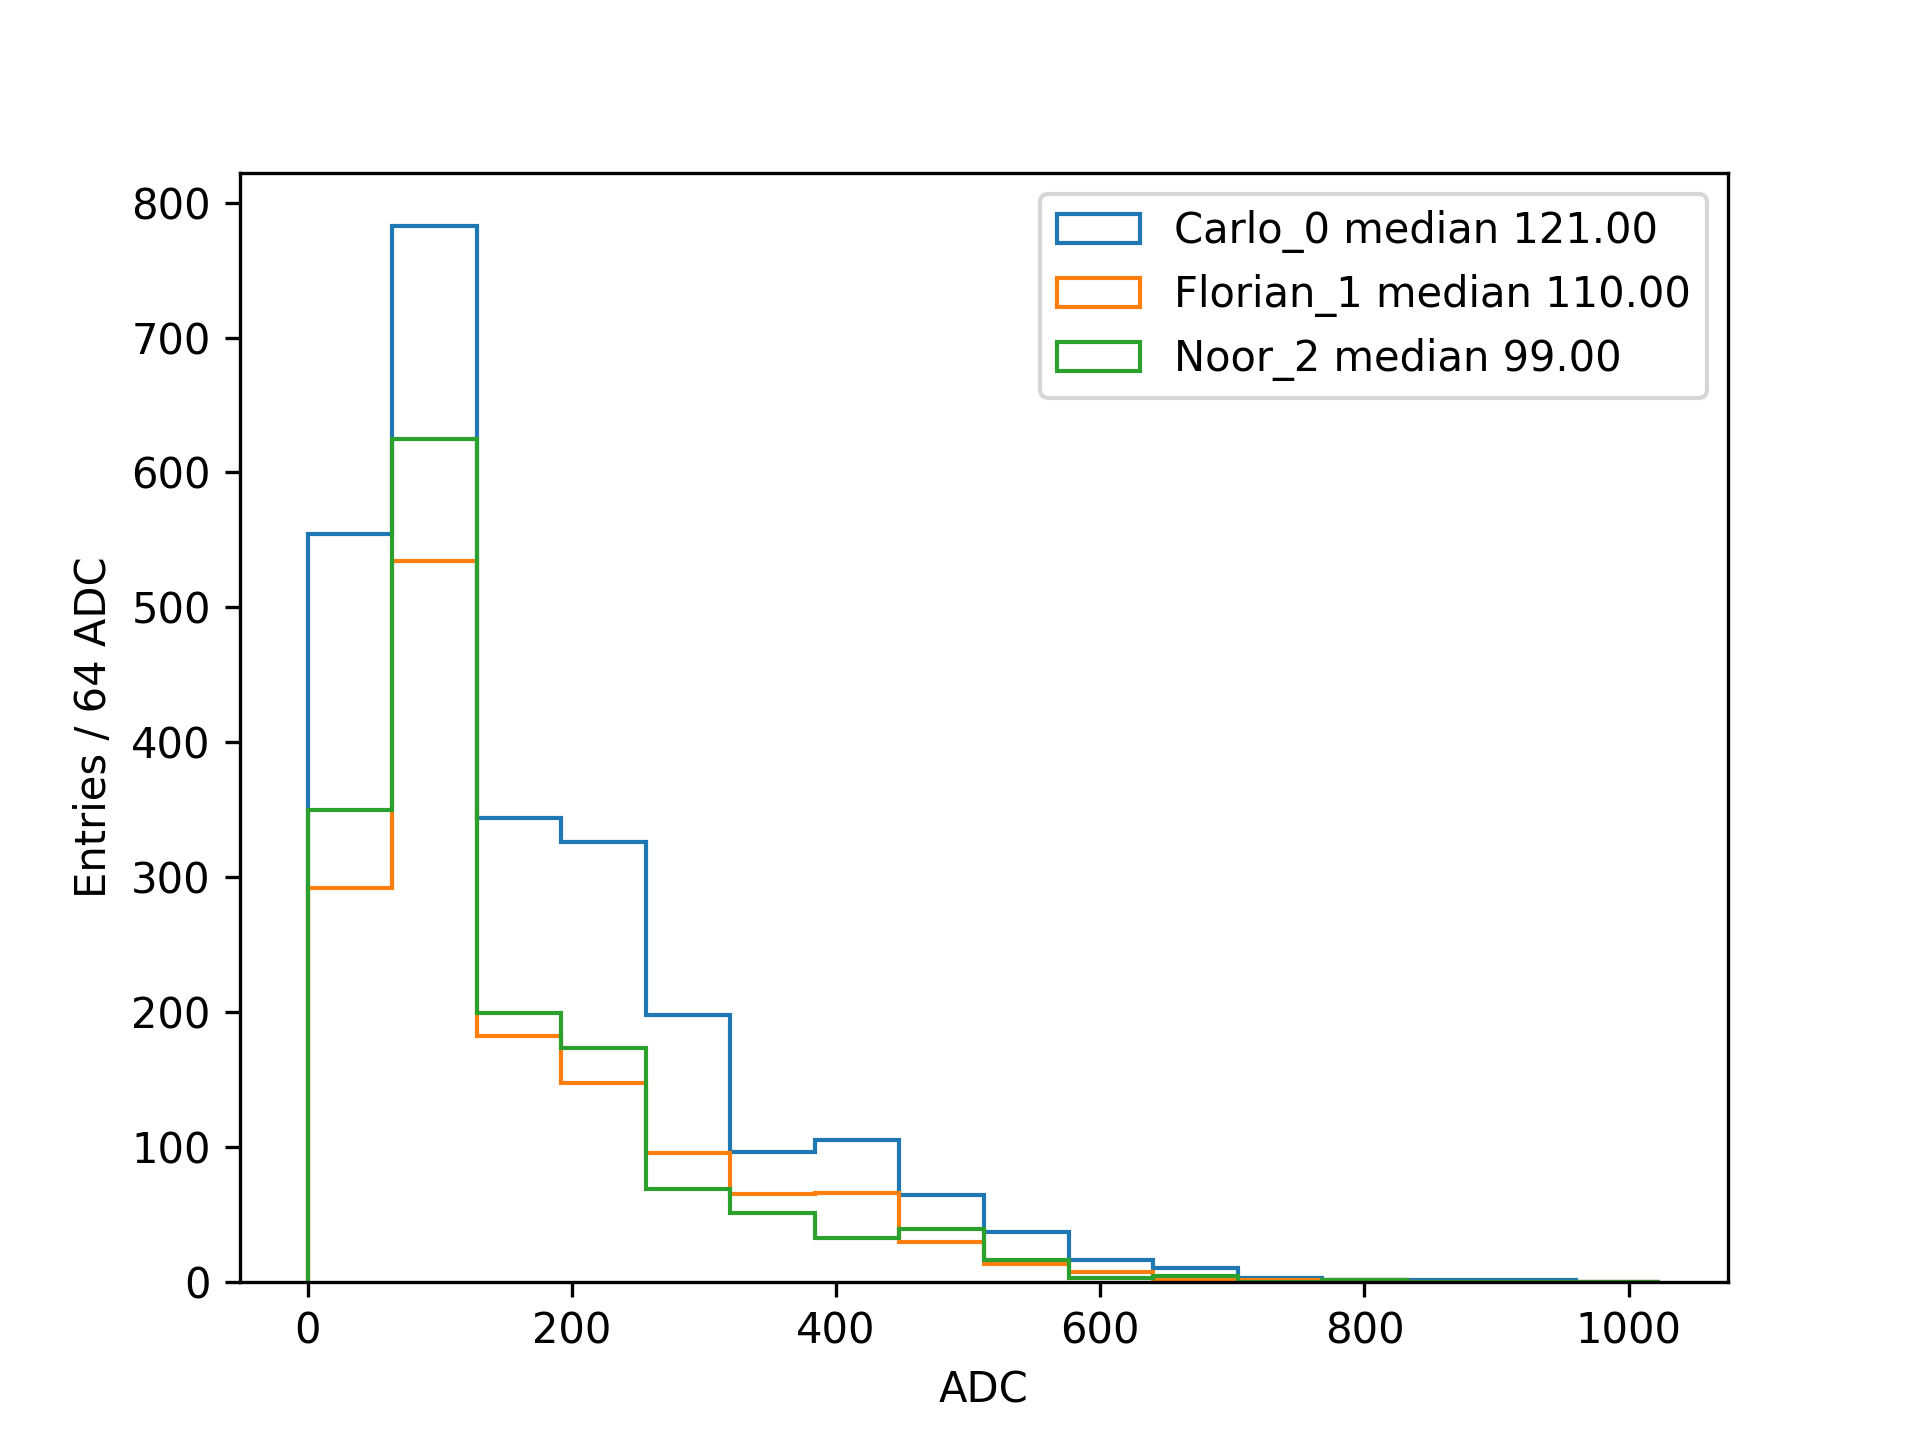 Carlo_0 median 121.00
Florian_1 median 110.00
Noor_2 median 99.00
800
700
600
500
400
300
200
100
0
Entries / 64 ADC
0 200 400 600 800 1000
ADC